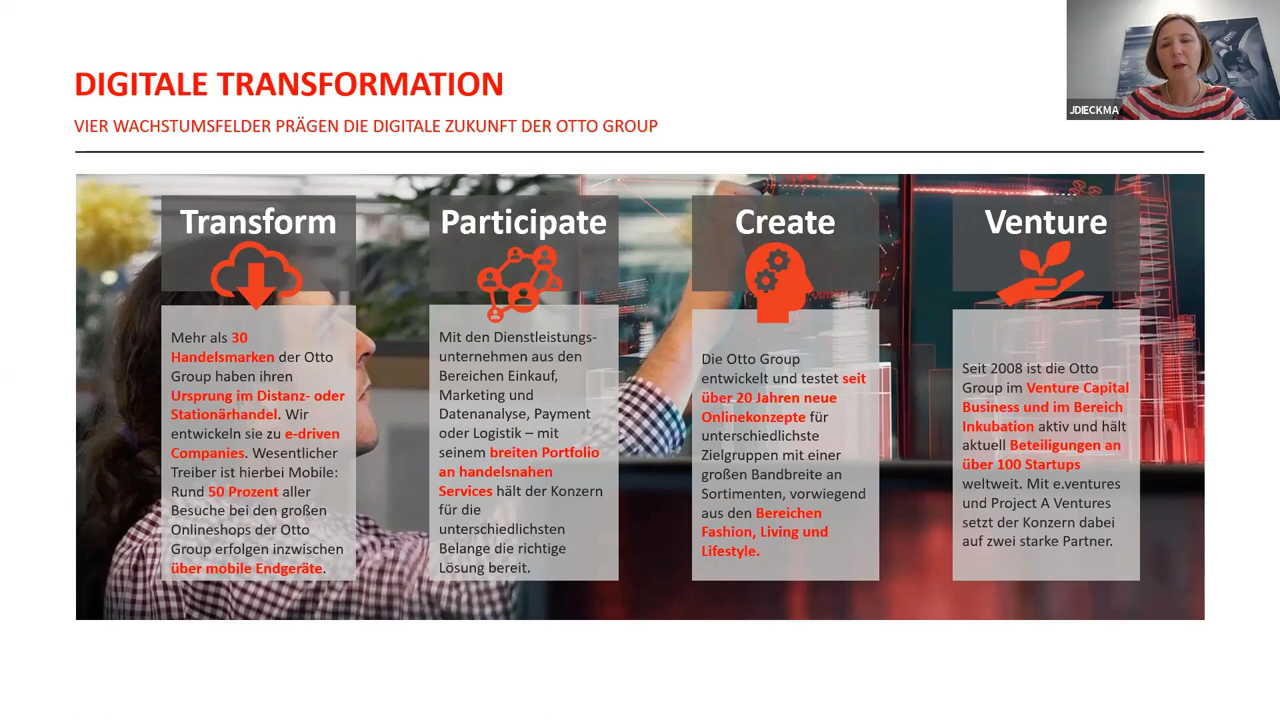 DIGITALE TRANSFORMATION
VIER WACHSTUMSFELDER PRÄGEN DIE DIGITALE ZUKUNFT DER OTTO GROUP
JDIECKMA
Transform
Mehr als 30
Handelsmarken der Otto
Group haben ihren
Ursprung im Distanz- oder
Stationärhandel. Wir
entwickeln sie zu e-driven
Companies. Wesentlicher
Treiber ist hierbei Mobile:
Rund 50 Prozent aller
Besuche bei den großen
Onlineshops der Otto
Group erfolgen inzwischen
über mobile Endgeräte.
Participate
Mit den Dienstleistungs-
unternehmen aus den
Bereichen Einkauf,
Marketing und
Datenanalyse, Payment
oder Logistik – mit
seinem breiten Portfolio
an handelsnahen
Services hält der Konzern
für die
unterschiedlichsten
Belange die richtige
Lösung bereit.
Create
Die Otto Group
entwickelt und testet seit
über 20 Jahren neue
Onlinekonzepte für
unterschiedlichste
Zielgruppen mit einer
großen Bandbreite an
Sortimenten, vorwiegend
aus den Bereichen
Fashion, Living und
Lifestyle.
Venture
Seit 2008 ist die Otto
Group im Venture Capital
Business und im Bereich
Inkubation aktiv und hält
aktuell Beteiligungen an
über 100 Startups
weltweit. Mit e.ventures
und Project A Ventures
setzt der Konzern dabei
auf zwei starke Partner.